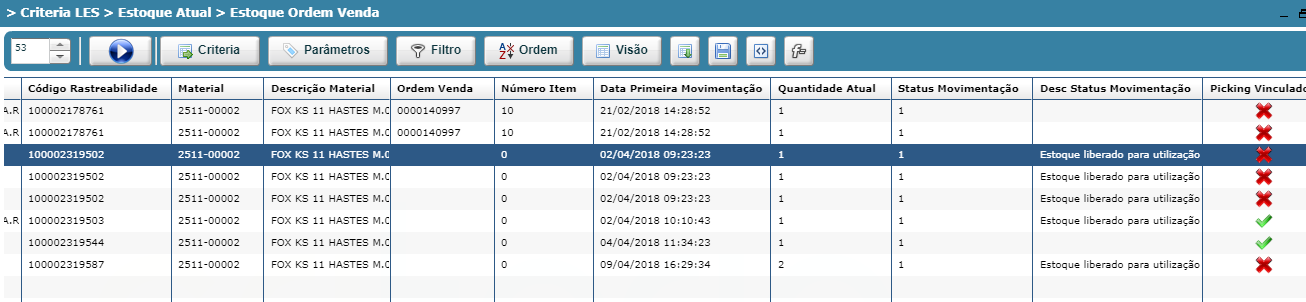 > Criteria LES > Estoque Atual > Estoque Ordem Venda
53 Criteria Parâmetros Filtro Ordem Visão
Código Rastreabilidade Material Descrição Material Ordem Venda Número Item Data Primeira Movimentação Quantidade Atual Status Movimentação Desc Status Movimentação Picking Vinculado
A.R 100002178761 2511-00002 FOX KS 11 HASTES M.C 0000140997 10 21/02/2018 14:28:52 1 1
A.R 100002178761 2511-00002 FOX KS 11 HASTES M.C 0000140997 10 21/02/2018 14:28:52 1 1
100002319502 2511-00002 FOX KS 11 HASTES M.C 0 02/04/2018 09:23:23 1 1 Estoque liberado para utilização
100002319502 2511-00002 FOX KS 11 HASTES M.C 0 02/04/2018 09:23:23 1 1 Estoque liberado para utilização
100002319502 2511-00002 FOX KS 11 HASTES M.C 0 02/04/2018 09:23:23 1 1 Estoque liberado para utilização
A.R 100002319503 2511-00002 FOX KS 11 HASTES M.C 0 02/04/2018 10:10:43 1 1 Estoque liberado para utilização
100002319544 2511-00002 FOX KS 11 HASTES M.C 0 04/04/2018 11:34:23 1 1
100002319587 2511-00002 FOX KS 11 HASTES M.C 0 09/04/2018 16:29:34 2 1 Estoque liberado para utilização